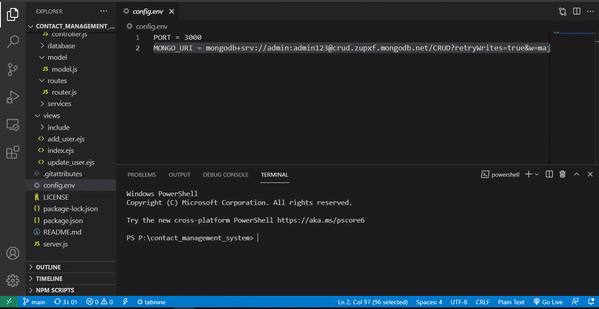 EXPLORER
config.env
CONTACT_MANAGEMENT_
controller.js
database
model
model.js
routes
router.js
services
views
include
add_user.ejs
index.ejs
update_user.ejs
.gitattributes
config.env
LICENSE
package-lock.json
package.json
README.md
server.js
OUTLINE
TIMELINE
NPM SCRIPTS
config.env
1 PORT = 3000
2 MONGO_URI = mongodb+srv://admin:admin123@crud.zupxf.mongodb.net/CRUD?retryWrites=true&w=maj
PROBLEMS OUTPUT DEBUG CONSOLE TERMINAL
powershell
Windows PowerShell
Copyright (C) Microsoft Corporation. All rights reserved.
Try the new cross-platform PowerShell https://aka.ms/pscore6
PS P:\contact_management_system>
main 0 0 tabnine Ln 2, Col 97 (96 selected) Spaces: 4 UTF-8 CRLF Plain Text Go Live